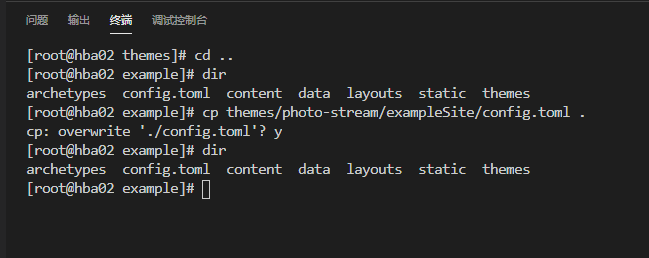 问题 输出 终端 调试控制台
[root@hba02 themes]# cd ..
[root@hba02 example]# dir
archetypes  config.toml  content  data  layouts  static  themes
[root@hba02 example]# cp themes/photo-stream/exampleSite/config.toml .
cp: overwrite './config.toml'? y
[root@hba02 example]# dir
archetypes  config.toml  content  data  layouts  static  themes
[root@hba02 example]#